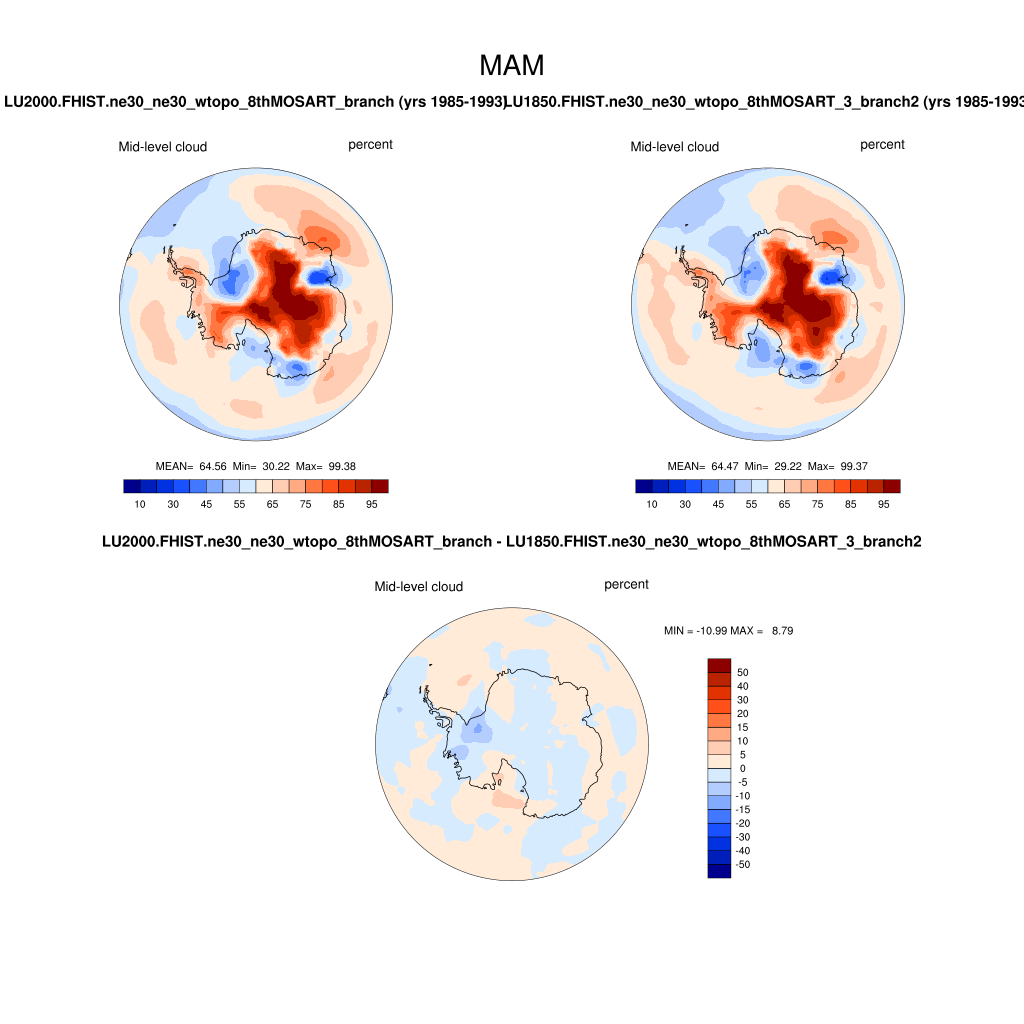 MAM
LU2000.FHIST.ne30_ne30_wtopo_8thMOSART_branch (yrs 1985-1993)
LU1850.FHIST.ne30_ne30_wtopo_8thMOSART_3_branch2 (yrs 1985-1993
Mid-level cloud percent
Mid-level cloud percent
MEAN= 64.56 Min= 30.22 Max= 99.38
MEAN= 64.47 Min= 29.22 Max= 99.37
10 30 45 55 65 75 85 95
10 30 45 55 65 75 85 95
LU2000.FHIST.ne30_ne30_wtopo_8thMOSART_branch - LU1850.FHIST.ne30_ne30_wtopo_8thMOSART_3_branch2
Mid-level cloud percent
MIN = -10.99 MAX = 8.79
50
40
30
20
15
10
5
0
-5
-10
-15
-20
-30
-40
-50